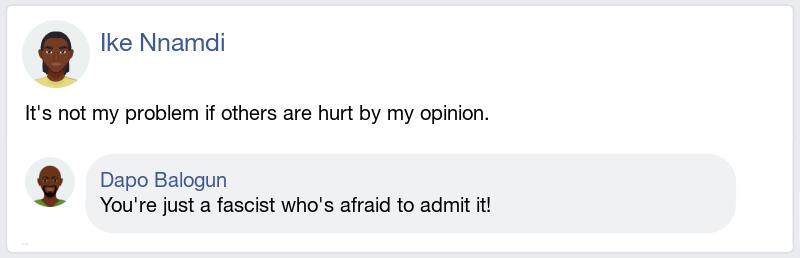 Ike Nnamdi
It's not my problem if others are hurt by my opinion.
Dapo Balogun
You're just a fascist who's afraid to admit it!